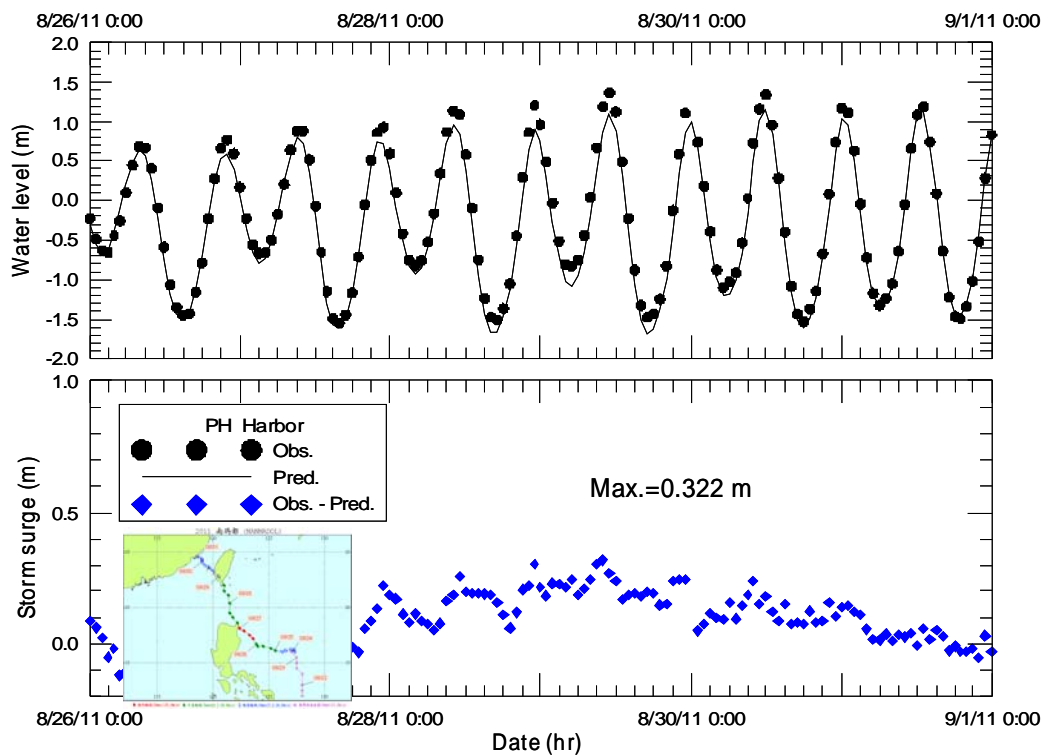 8/26/11 0:00 8/28/11 0:00 8/30/11 0:00 9/1/11 0:00
2.0
1.5
1.0
0.5
0.0
-0.5
-1.0
-1.5
-2.0
Water level (m)
1.0
0.5
0.0
Storm surge (m)
PH Harbor
Obs.
Pred.
Obs. - Pred.
Max.=0.322 m
8/26/11 0:00 8/28/11 0:00 8/30/11 0:00 9/1/11 0:00
Date (hr)